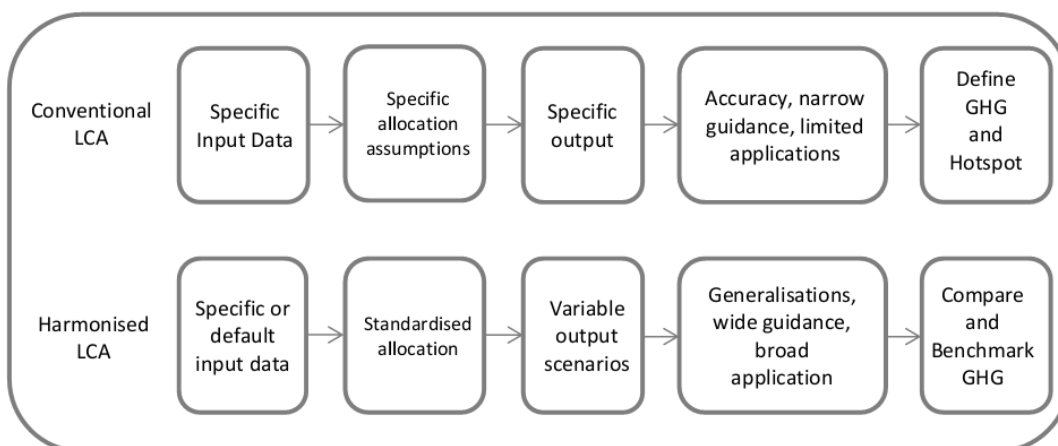 Conventional
LCA
Specific
Input Data
Specific
allocation
assumptions
Specific
output
Accuracy, narrow
guidance, limited
applications
Define
GHG
and
Hotspot
Harmonised
LCA
Specific or
default
input data
Standardised
allocation
Variable
output
scenarios
Generalisations,
wide guidance,
broad
application
Compare
and
Benchmark
GHG